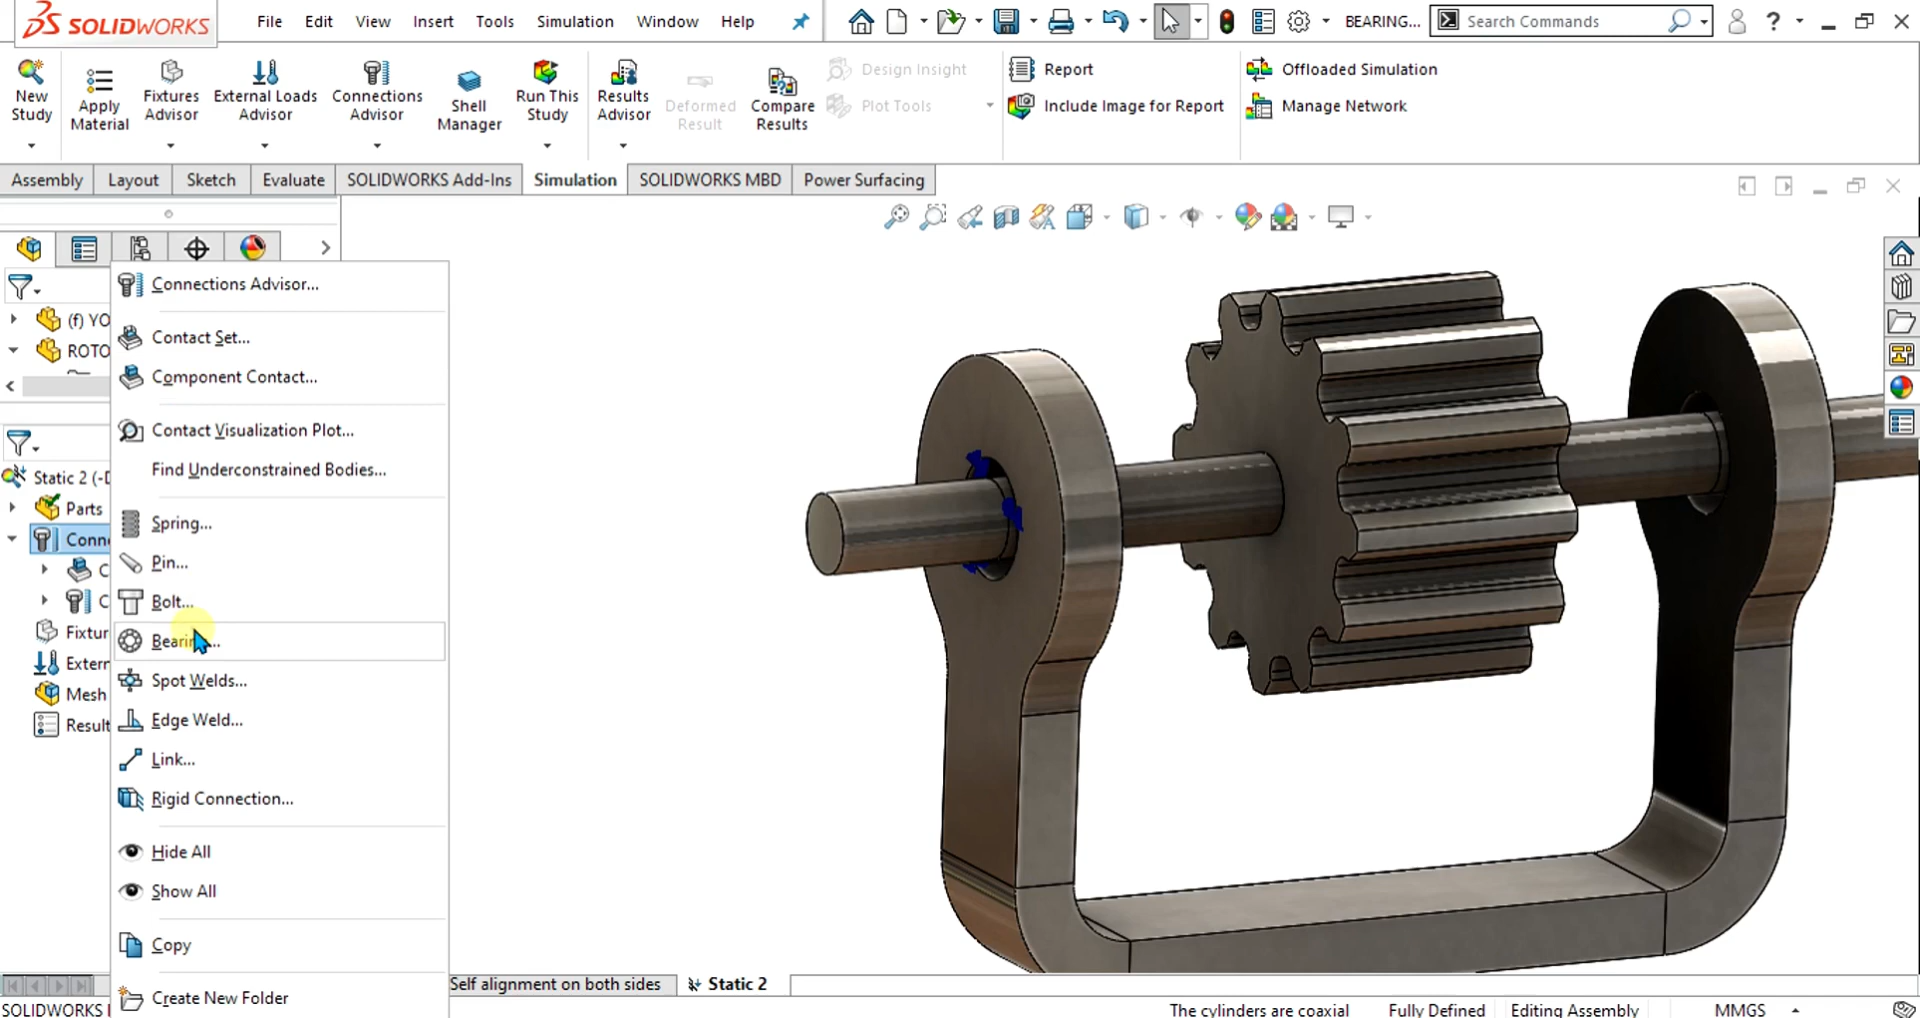 SOLIDWORKS
File Edit View Insert Tools Simulation Window Help
BEARING...
Search Commands
?
New Study
Apply Material
Fixtures Advisor
External Loads Advisor
Connections Advisor
Shell Manager
Run This Study
Results Advisor
Deformed Result
Compare Results
Design Insight
Plot Tools
Report
Include Image for Report
Offloaded Simulation
Manage Network
Assembly Layout Sketch Evaluate SOLIDWORKS Add-Ins Simulation SOLIDWORKS MBD Power Surfacing
(f) YO
ROTO
Static 2 (-D
Parts
Conne
C
C
Fixtur
Extern
Mesh
Result
Connections Advisor...
Contact Set...
Component Contact...
Contact Visualization Plot...
Find Underconstrained Bodies...
Spring...
Pin...
Bolt...
Spot Welds...
Edge Weld...
Link...
Rigid Connection...
Hide All
Show All
Copy
Create New Folder
Self alignment on both sides Static 2
SOLIDWORKS
The cylinders are coaxial Fully Defined Editing Assembly MMGS